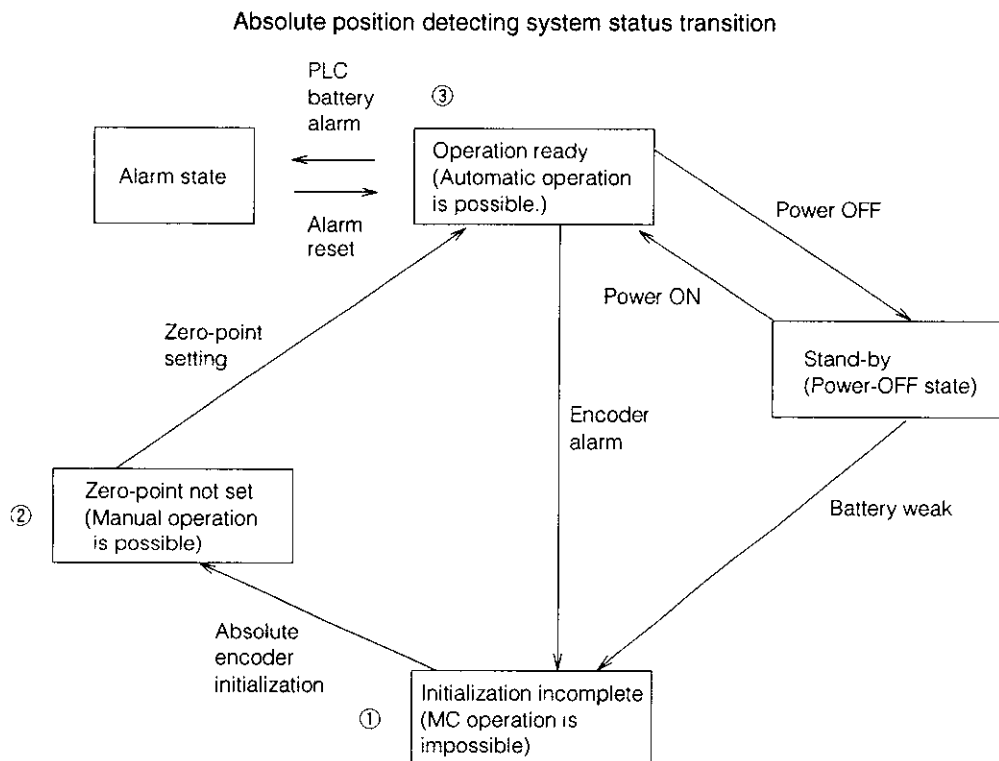 Absolute position detecting system status transition
PLC
battery
alarm
③
Alarm state
Operation ready
(Automatic operation
is possible.)
Alarm
reset
Power OFF
Power ON
Zero-point
setting
Stand-by
(Power-OFF state)
Encoder
alarm
②
Zero-point not set
(Manual operation
is possible)
Battery weak
Absolute
encoder
initialization
①
Initialization incomplete
(MC operation is
impossible)